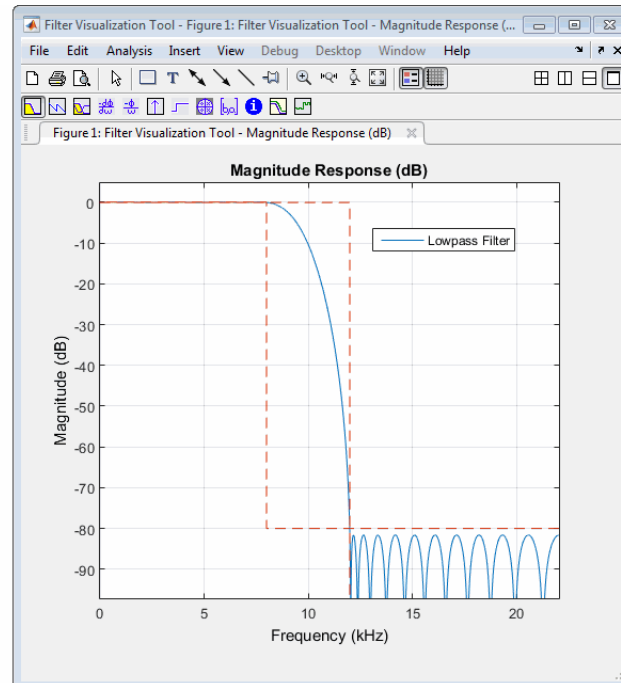 Filter Visualization Tool - Figure 1: Filter Visualization Tool - Magnitude Response (...
File Edit Analysis Insert View Debug Desktop Window Help
T
[b,a] i
Figure 1: Filter Visualization Tool - Magnitude Response (dB)
Magnitude Response (dB)
Lowpass Filter
Magnitude (dB)
0
-10
-20
-30
-40
-50
-60
-70
-80
-90
0 5 10 15 20
Frequency (kHz)